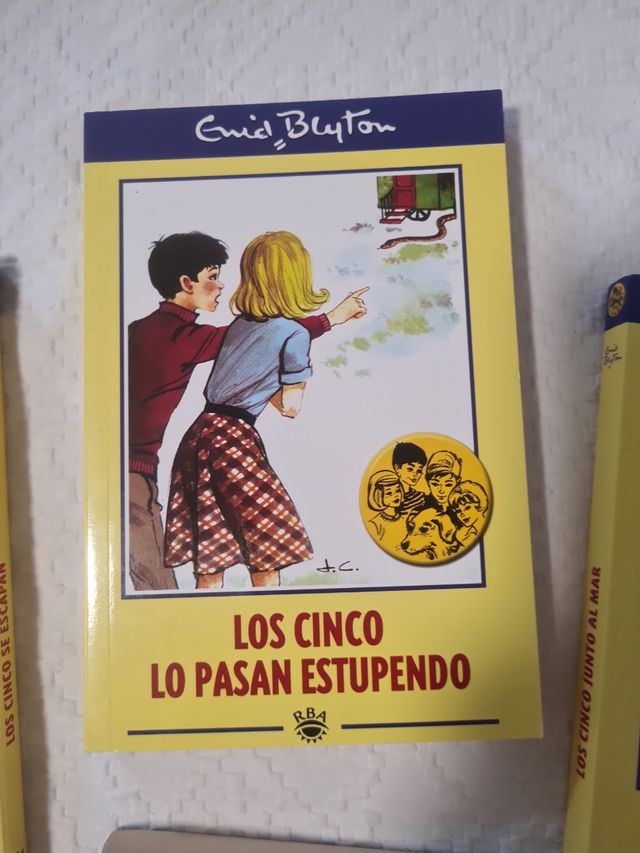 Enid Blyton
J.C.
LOS CINCO
LO PASAN ESTUPENDO
RBA
LOS CINCO SE ESCAPAN
Enid
Blyton
LOS CINCO JUNTO AL MAR